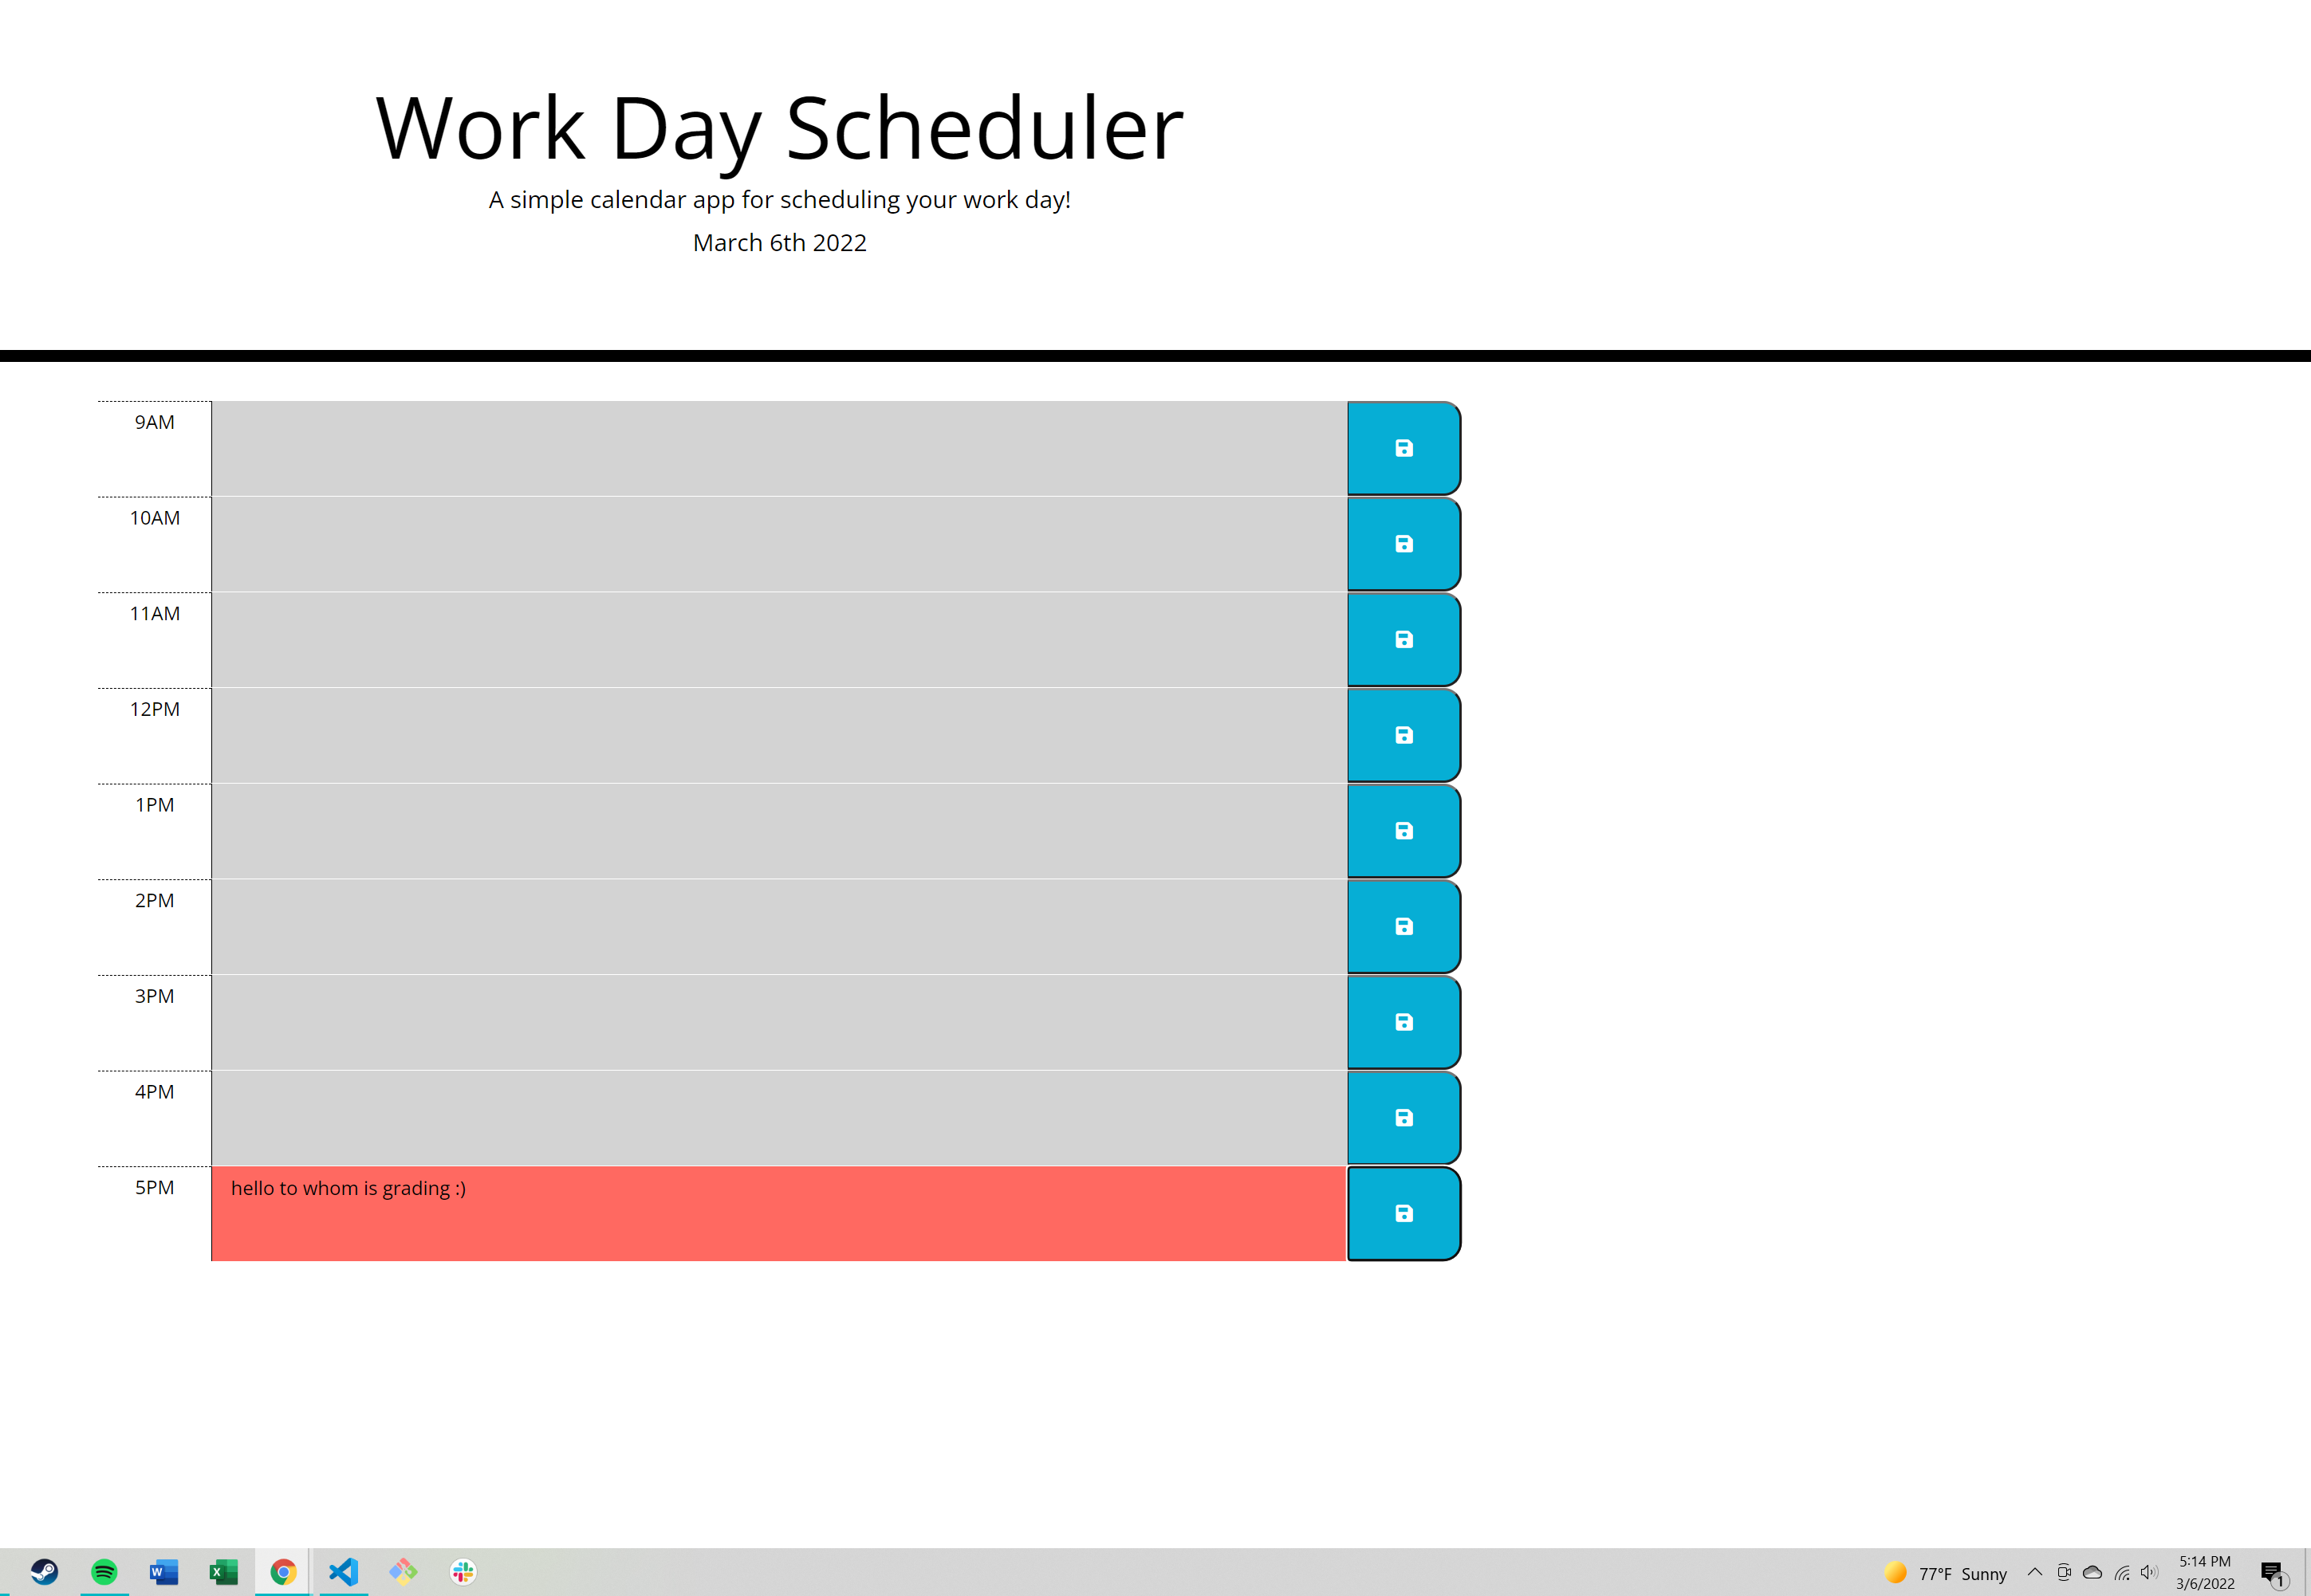 Work Day Scheduler
A simple calendar app for scheduling your work day!
March 6th 2022
9AM
10AM
11AM
12PM
1PM
2PM
3PM
4PM
5PM hello to whom is grading :)
77°F Sunny
5:14 PM
3/6/2022
1